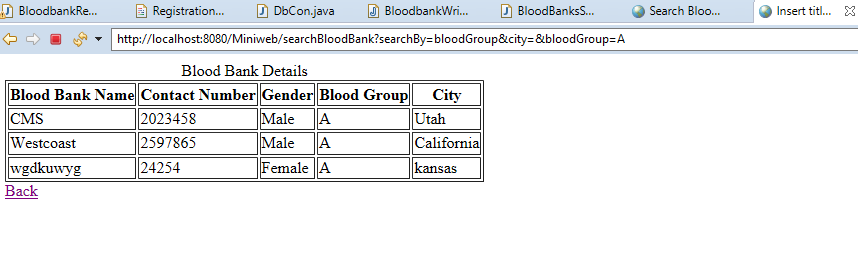 BloodbankRe... Registration... DbCon.java BloodbankWri... BloodBanksS... Search Bloo... Insert titl...
http://localhost:8080/Miniweb/searchBloodBank?searchBy=bloodGroup&city=&bloodGroup=A
Blood Bank Details
Blood Bank Name Contact Number Gender Blood Group City
CMS 2023458 Male A Utah
Westcoast 2597865 Male A California
wgdkuwyg 24254 Female A kansas
Back